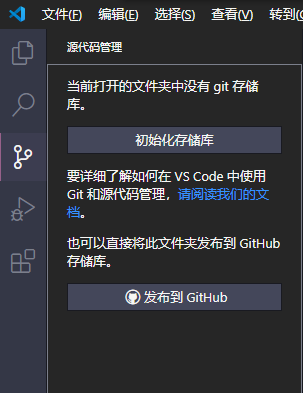 文件(F) 编辑(E) 选择(S) 查看(V) 转到(
源代码管理
当前打开的文件夹中没有 git 存储
库。
初始化存储库
要详细了解如何在 VS Code 中使用
Git 和源代码管理，请阅读我们的文
档。
也可以直接将此文件夹发布到 GitHub
存储库。
发布到 GitHub